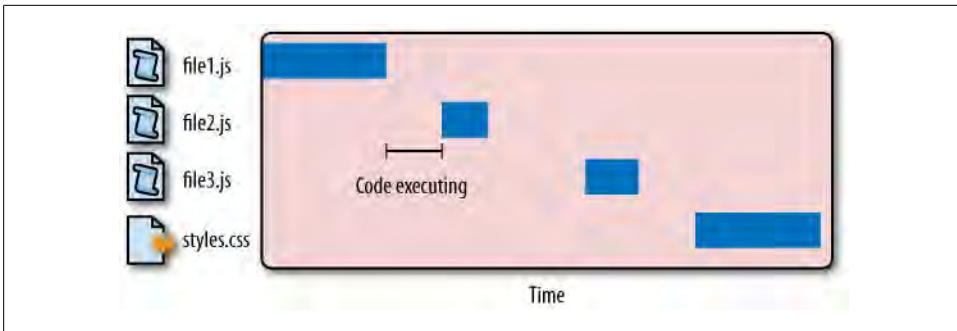 file1.js
file2.js
file3.js
Code executing
styles.css
Time